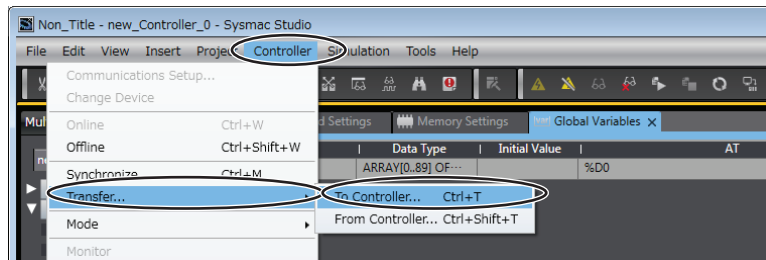 Non_Title - new_Controller_0 - Sysmac Studio
File Edit View Insert Project Controller Simulation Tools Help
Communications Setup...
Change Device
Online Ctrl+W
d Settings Memory Settings Global Variables
Offline Ctrl+Shift+W
Data Type Initial Value AT
Synchronize Ctrl+M
ARRAY[0..89] OF··· %D0
Transfer...
To Controller... Ctrl+T
From Controller... Ctrl+Shift+T
Mode
Monitor